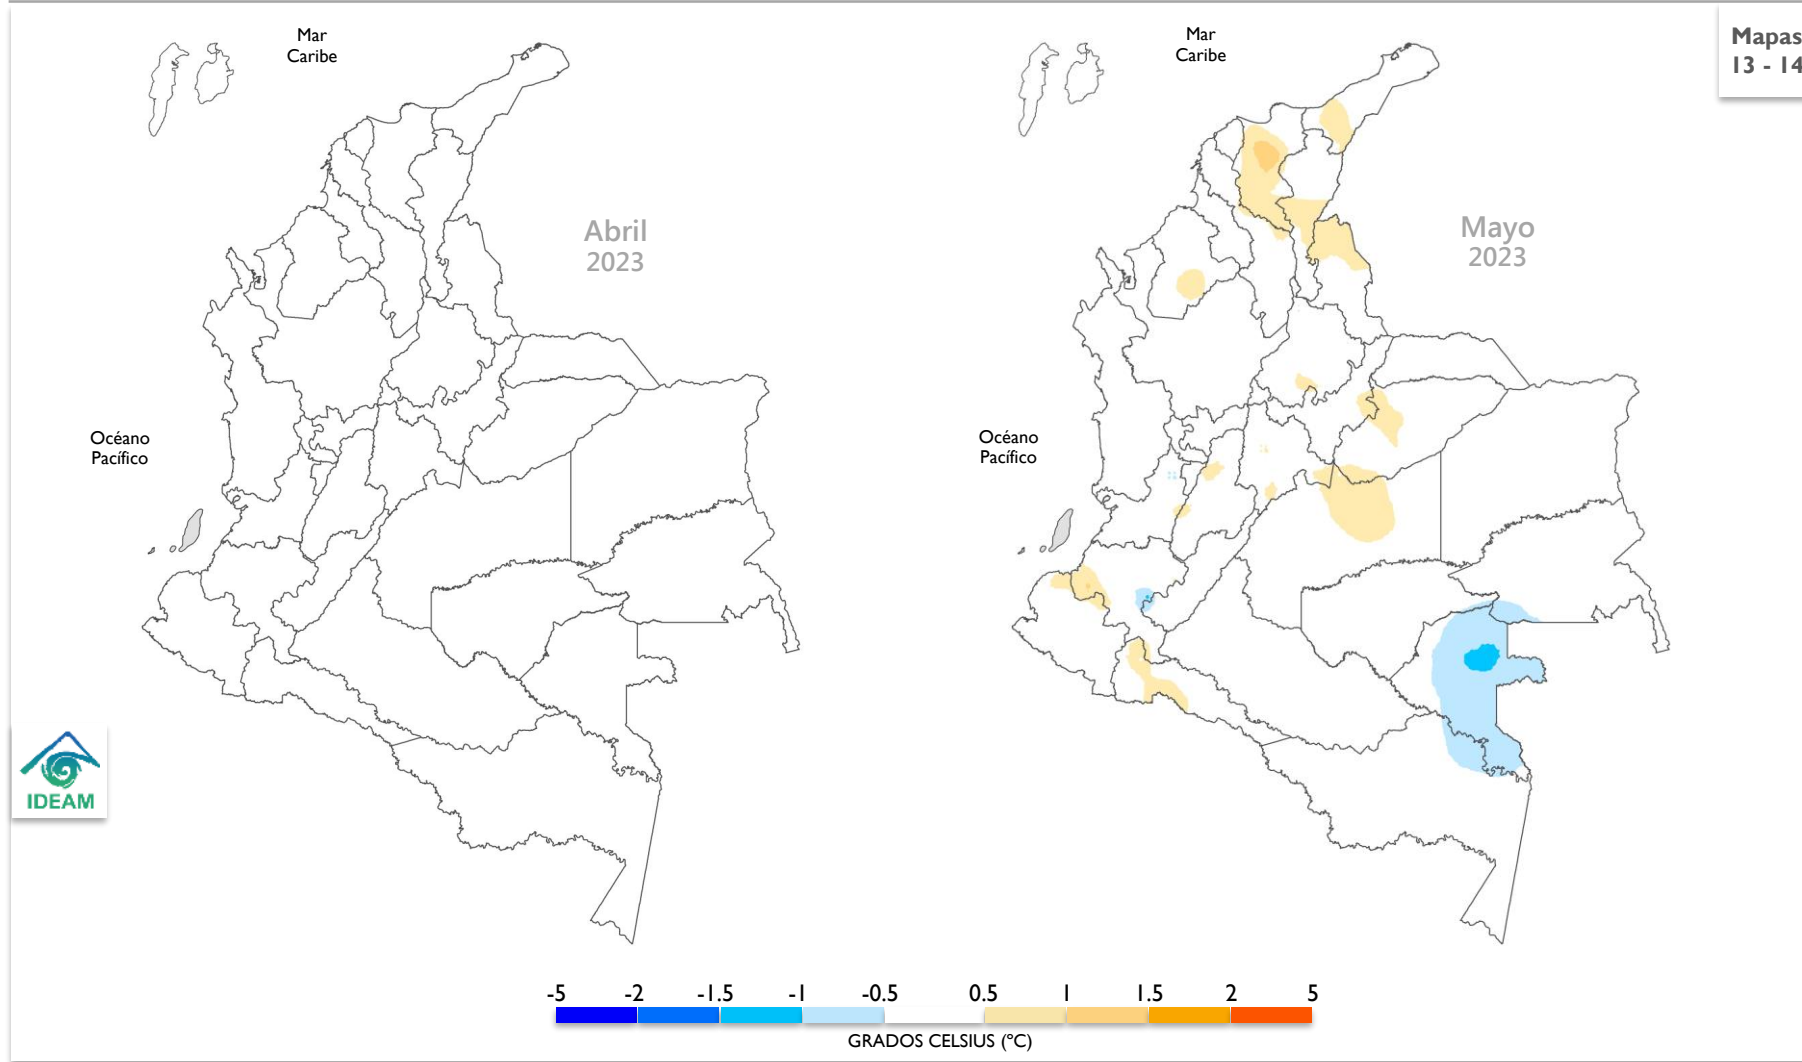 Mar
Caribe
Mar
Caribe
Mapas
13 - 14
Abril
2023
Mayo
2023
Océano
Pacífico
Océano
Pacífico
IDEAM
-5 -2 -1.5 -1 -0.5 0.5 1 1.5 2 5
GRADOS CELSIUS (ºC)